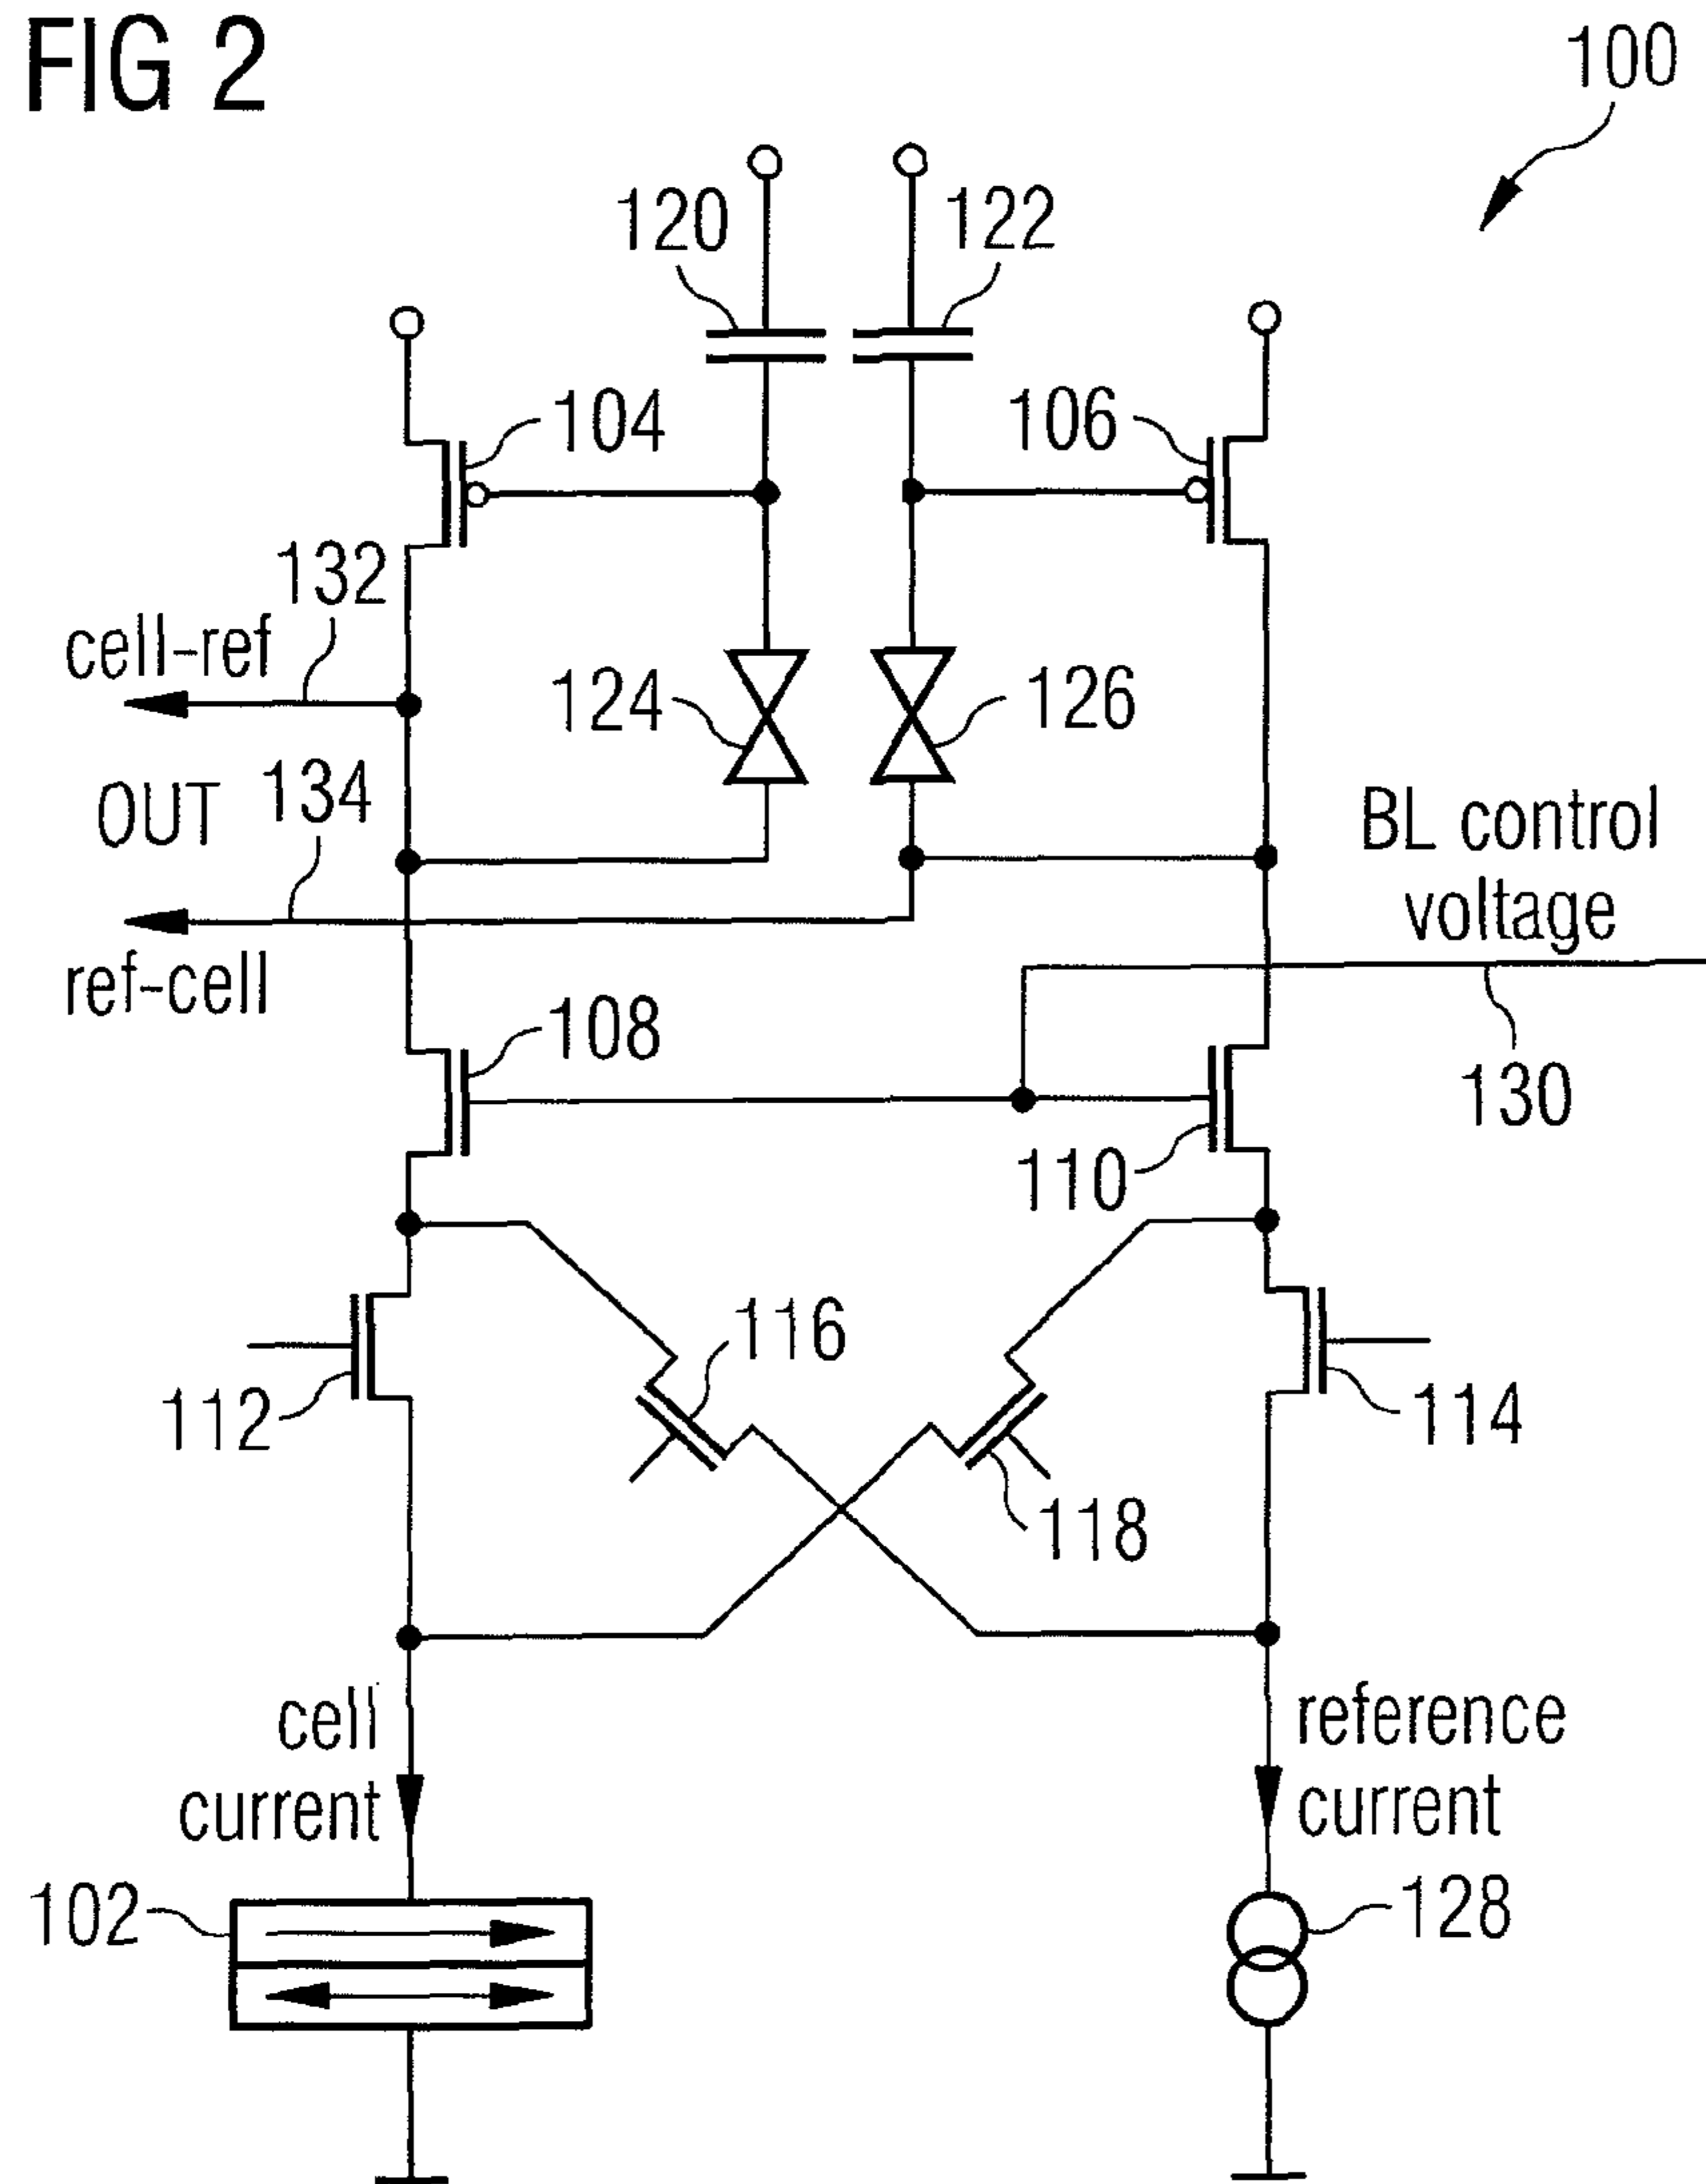 FIG 2
100
120
122
104
106
132
cell-ref
124
126
OUT
134
BL control
voltage
ref-cell
108
130
110
116
112
114
118
cell
current
reference
current
102
128